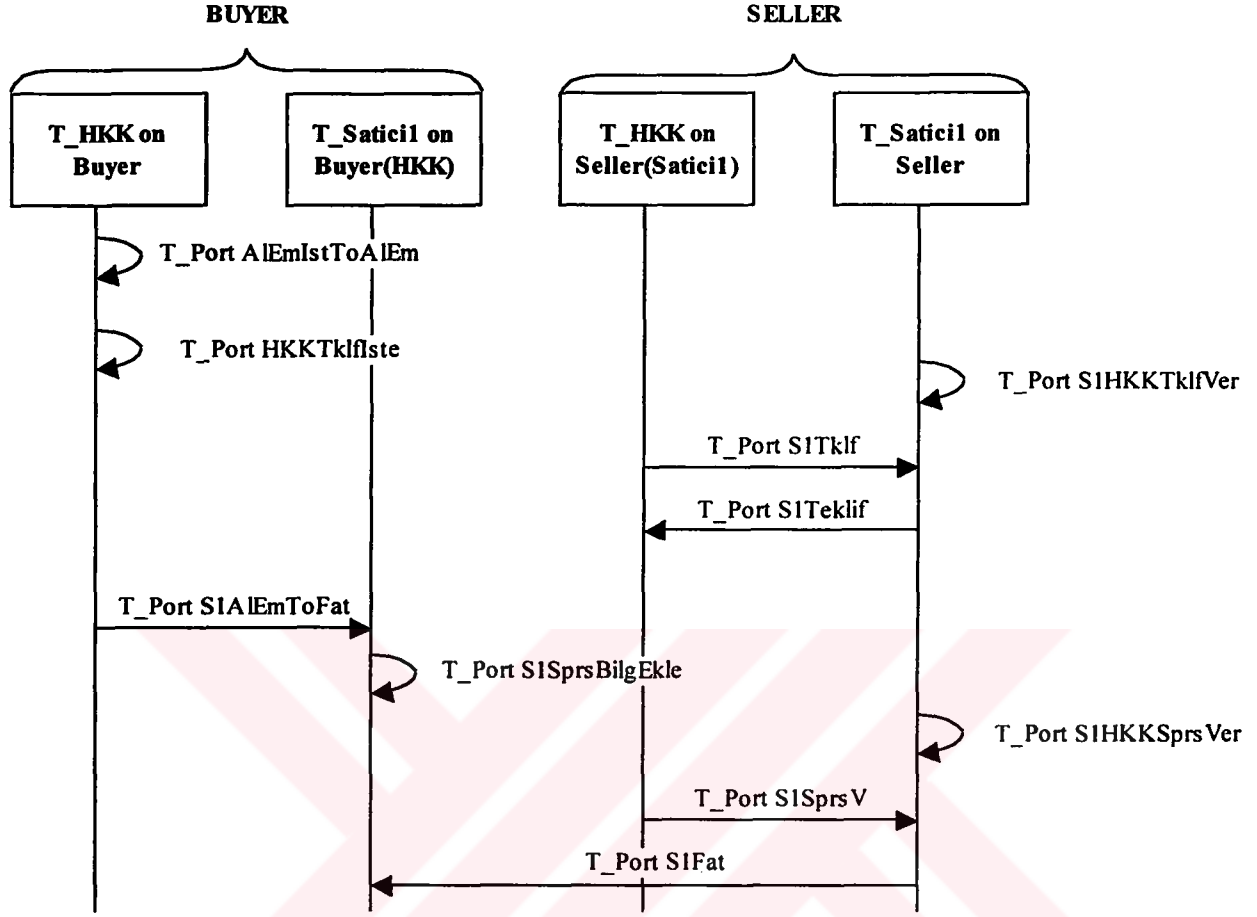 BUYER
SELLER
T_HKK on
Buyer
T_Satici1 on
Buyer(HKK)
T_HKK on
Seller(Satici1)
T_Satici1 on
Seller
T_Port AlEmIstToAlEm
T_Port HKKTklfIste
T_Port S1HKKTklfVer
T_Port S1Tklf
T_Port S1Teklif
T_Port S1AlEmToFat
T_Port S1SprsBilgEkle
T_Port S1HKKSprsVer
T_Port S1SprsV
T_Port S1Fat